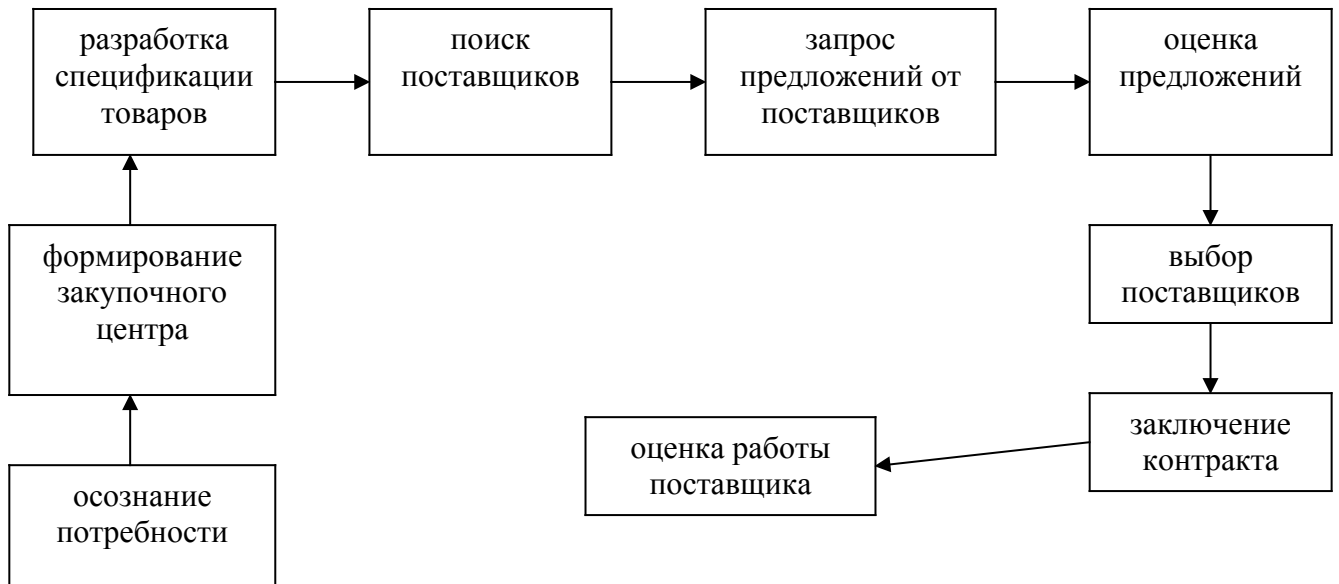 разработка
спецификации
товаров
поиск
поставщиков
запрос
предложений от
поставщиков
оценка
предложений
формирование
закупочного
центра
выбор
поставщиков
осознание
потребности
оценка работы
поставщика
заключение
контракта